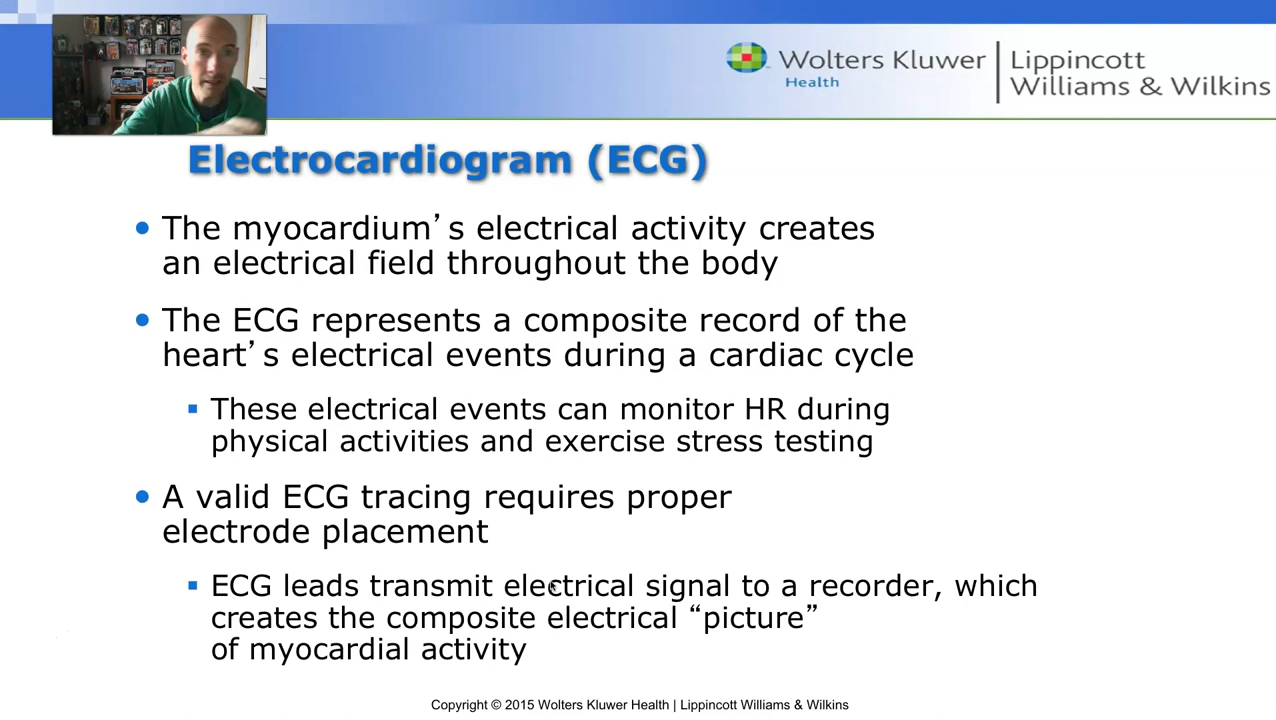 Wolters Kluwer
Health
Lippincott
Williams & Wilkins
Electrocardiogram (ECG)
• The myocardium’s electrical activity creates
an electrical field throughout the body
• The ECG represents a composite record of the
heart’s electrical events during a cardiac cycle
▪ These electrical events can monitor HR during
physical activities and exercise stress testing
• A valid ECG tracing requires proper
electrode placement
▪ ECG leads transmit electrical signal to a recorder, which
creates the composite electrical “picture”
of myocardial activity
Copyright © 2015 Wolters Kluwer Health | Lippincott Williams & Wilkins